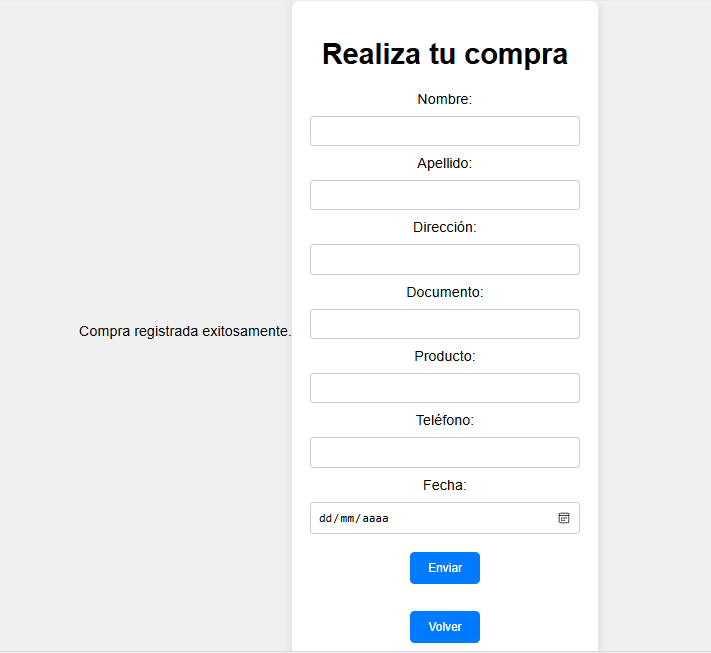 Realiza tu compra
Nombre:
Apellido:
Dirección:
Documento:
Compra registrada exitosamente.
Producto:
Teléfono:
Fecha:
dd/mm/aaaa
Enviar
Volver